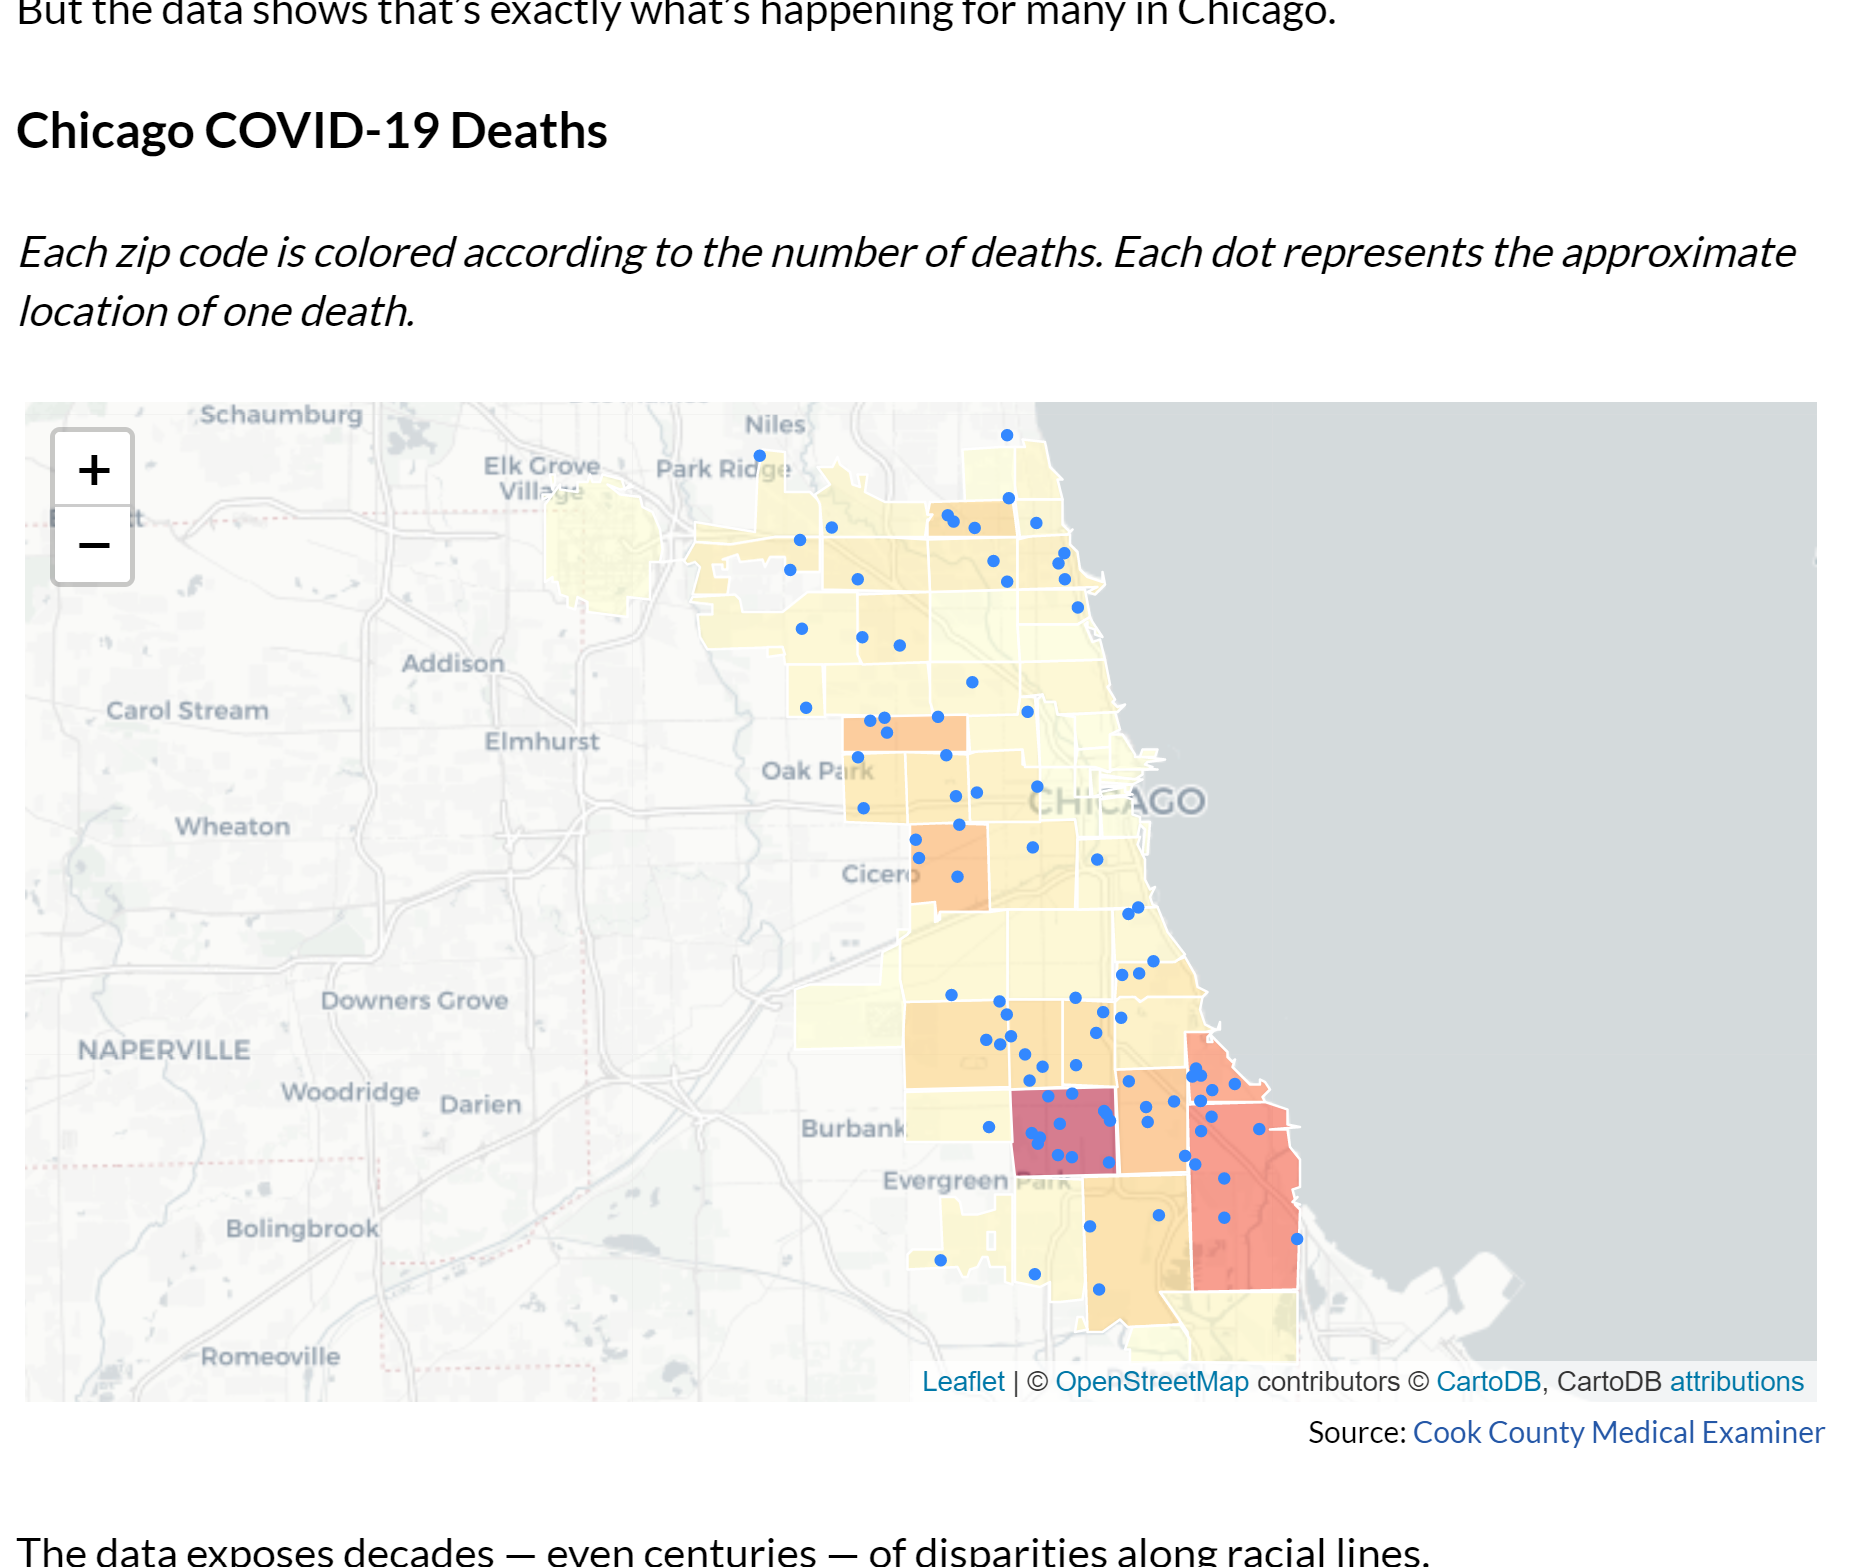 But the data shows that's exactly what's happening for many in Chicago.
Chicago COVID-19 Deaths
Each zip code is colored according to the number of deaths. Each dot represents the approximate
location of one death.
+
−
Schaumburg
Niles
Elk Grove
Village
Park Ridge
Addison
Carol Stream
Elmhurst
Oak Park
CHICAGO
Wheaton
Cicero
Downers Grove
NAPERVILLE
Woodridge
Darien
Burbank
Evergreen Park
Bolingbrook
Romeoville
Leaflet | © OpenStreetMap contributors © CartoDB, CartoDB attributions
Source: Cook County Medical Examiner
The data exposes decades — even centuries — of disparities along racial lines.